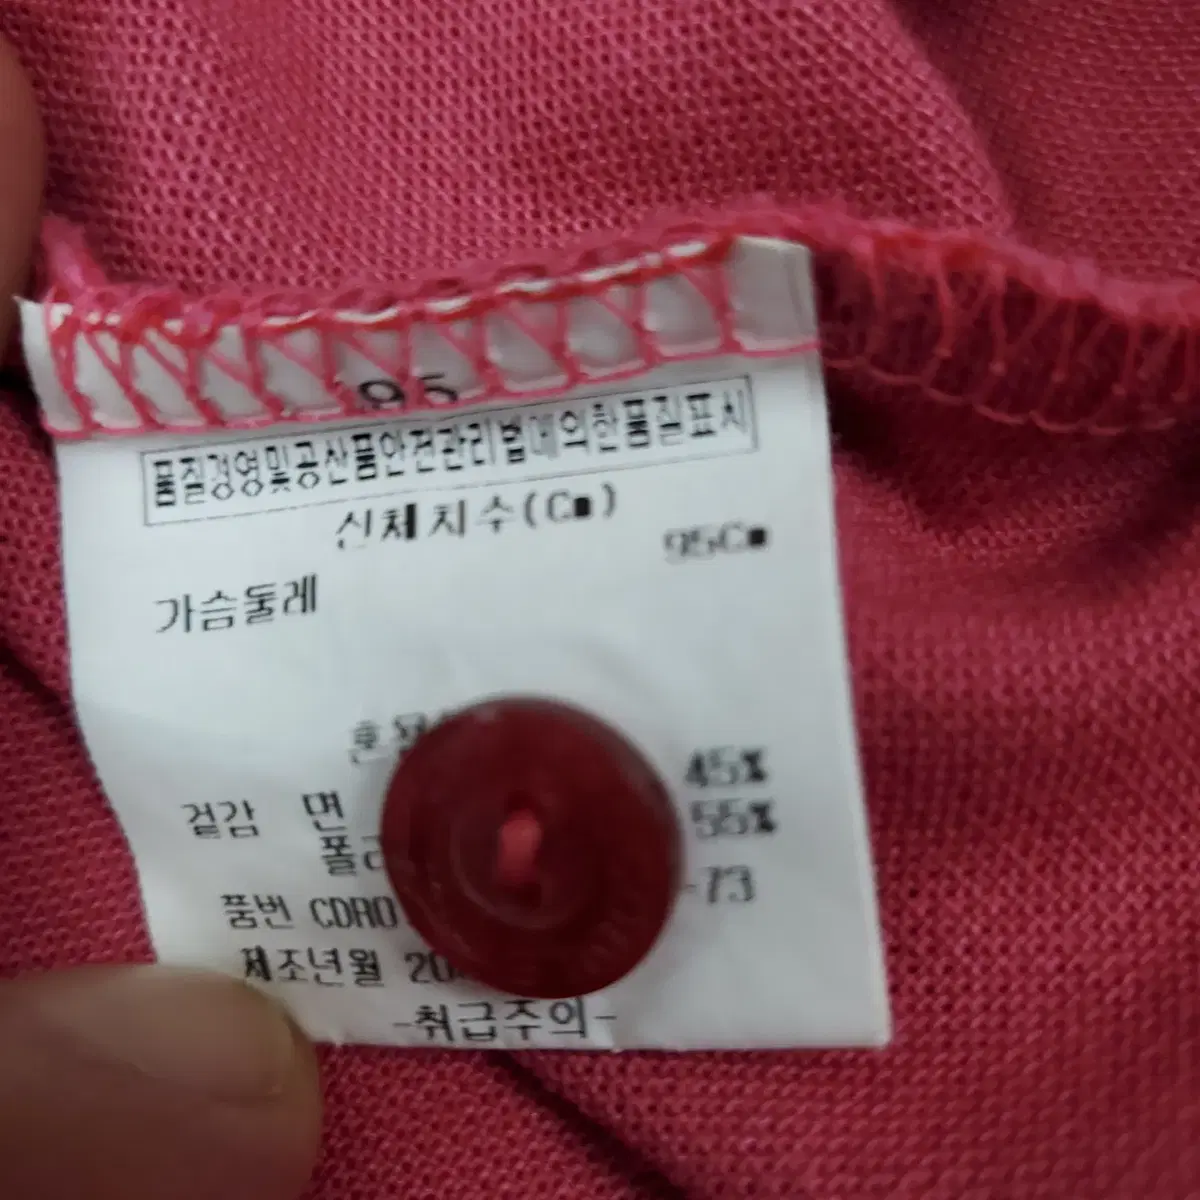 95
품질경영및공산품안전관리법에의한품질표시
신체치수(Cm)
95Cm
가슴둘레
45%
겉감 면
55%
품번 CDRO
-73
제조년월 20
-취급주의-